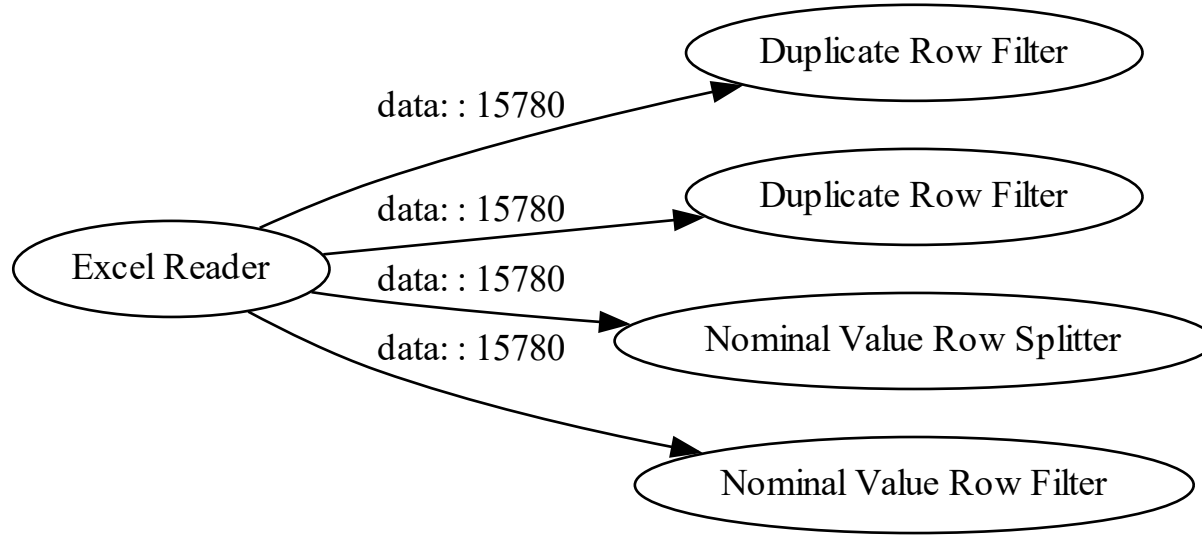 Duplicate Row Filter
data: : 15780
Duplicate Row Filter
data: : 15780
Excel Reader
data: : 15780
Nominal Value Row Splitter
data: : 15780
Nominal Value Row Filter